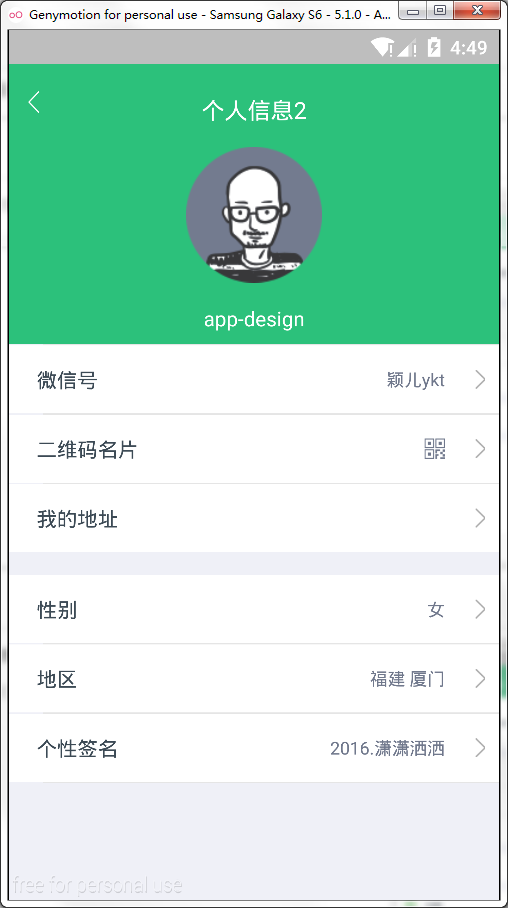 Genymotion for personal use - Samsung Galaxy S6 - 5.1.0 - A...
4:49
个人信息2
app-design
微信号 颖儿ykt
二维码名片
我的地址
性别 女
地区 福建 厦门
个性签名 2016.潇潇洒洒
free for personal use